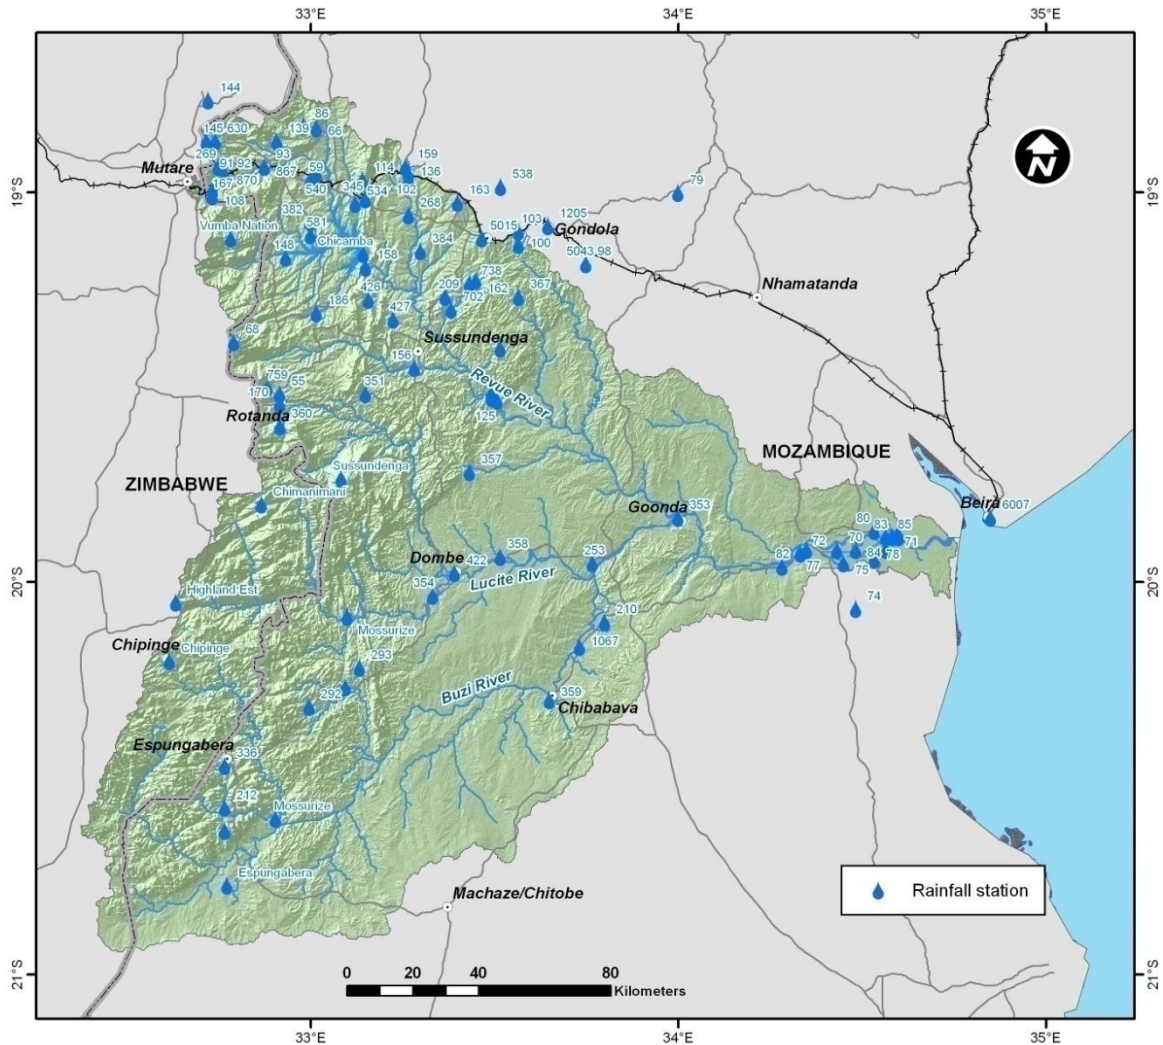 33°E
34°E
35°E
144
86
145 630
139
66
269
159
91 92
93
59
114
136
Mutare
867
538
79
19°S
19°S
167
870
540
345
534
102
163
108
382
268
1205
Vumba Nation
581
5015
103
Gondola
148
Chicamba
384
100
158
5043,98
738
426
209
162
367
Nhamatanda
186
702
427
68
Sussundenga
156
759
55
351
Revue River
170
Rotanda
360
125
MOZAMBIQUE
ZIMBABWE
Sussundenga
357
Chimanimani
Goonda
353
Beira
6007
80
83
85
72
70
71
358
Dombe
422
253
82
84
78
77
75
20°S
20°S
354
Lucite River
Highland Est
74
210
Mossurize
Chipinge
Chipinge
1067
293
Buzi River
292
359
Chibabava
Espungabera
336
212
Mossurize
Espungabera
Rainfall station
Machaze/Chitobe
21°S
21°S
0
20
40
80
Kilometers
33°E
34°E
35°E
N